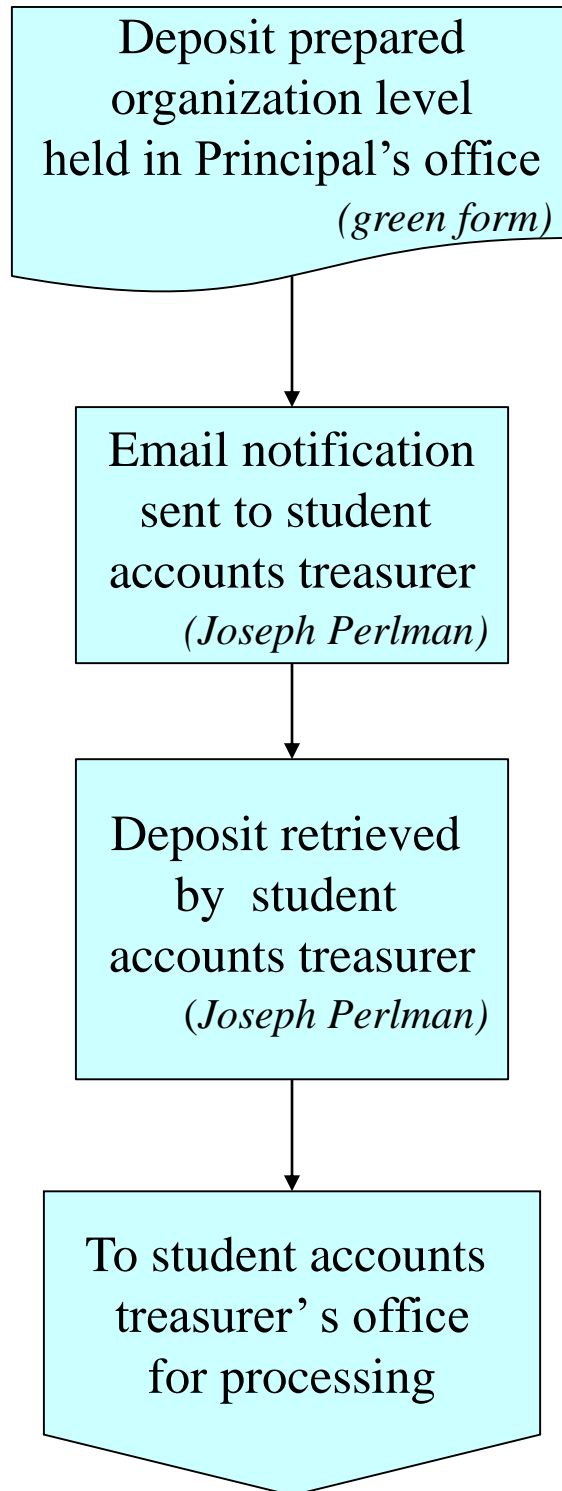 Deposit prepared
organization level
held in Principal’s office
(green form)
Email notification
sent to student
accounts treasurer
(Joseph Perlman)
Deposit retrieved
by  student
accounts treasurer
(Joseph Perlman)
To student accounts
treasurer’ s office
for processing